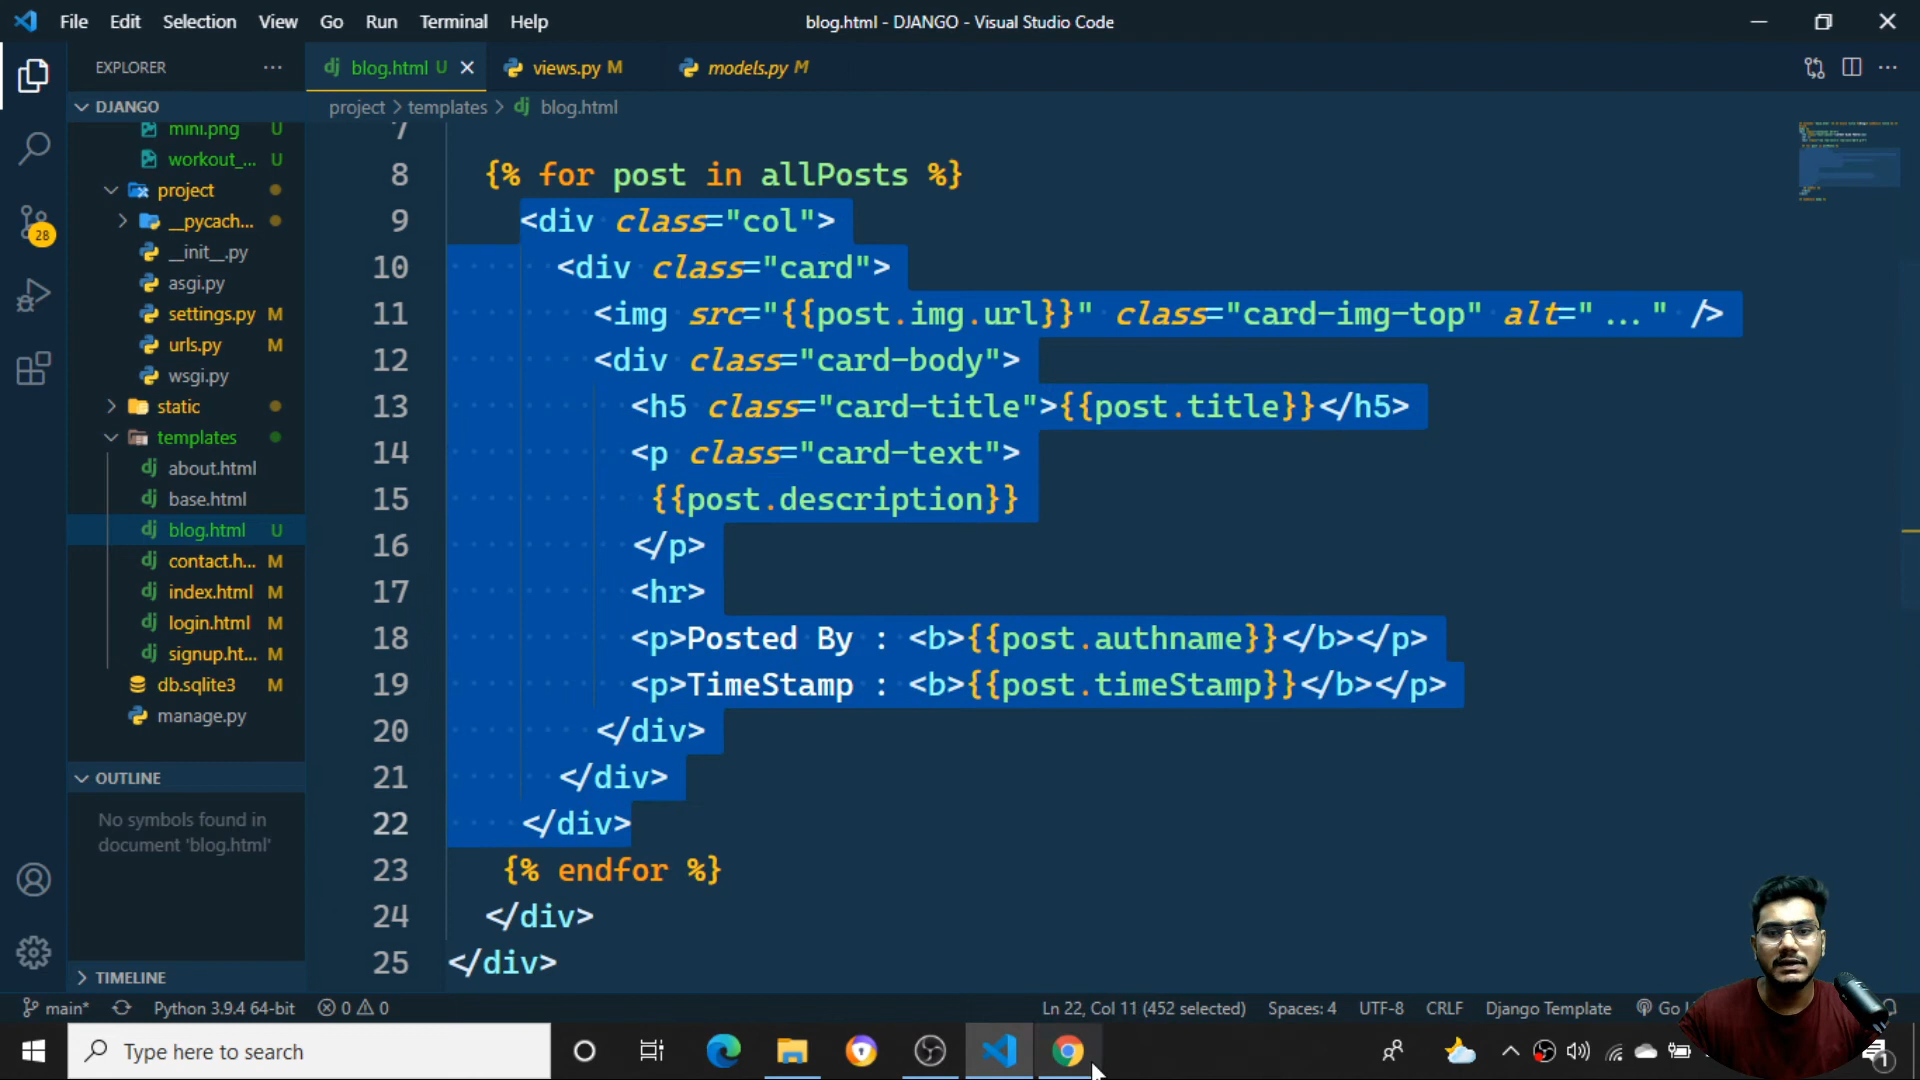 File Edit Selection View Go Run Terminal Help
blog.html - DJANGO - Visual Studio Code
EXPLORER
blog.html U
views.py M
models.py M
DJANGO
project > templates > blog.html
mini.png U
workout_... U
project
__pycach...
__init__.py
asgi.py
settings.py M
urls.py M
wsgi.py
static
templates
about.html
base.html
blog.html U
contact.h... M
index.html M
login.html M
signup.ht... M
db.sqlite3 M
manage.py
28
OUTLINE
No symbols found in
document 'blog.html'
TIMELINE
7
8 {% for post in allPosts %}
9 <div class="col">
10 <div class="card">
11 <img src="{{post.img.url}}" class="card-img-top" alt="..." />
12 <div class="card-body">
13 <h5 class="card-title">{{post.title}}</h5>
14 <p class="card-text">
15 {{post.description}}
16 </p>
17 <hr>
18 <p>Posted By : <b>{{post.authname}}</b></p>
19 <p>TimeStamp : <b>{{post.timeStamp}}</b></p>
20 </div>
21 </div>
22 </div>
23 {% endfor %}
24 </div>
25 </div>
main* Python 3.9.4 64-bit 0 0
Ln 22, Col 11 (452 selected) Spaces: 4 UTF-8 CRLF Django Template Go
Type here to search
1